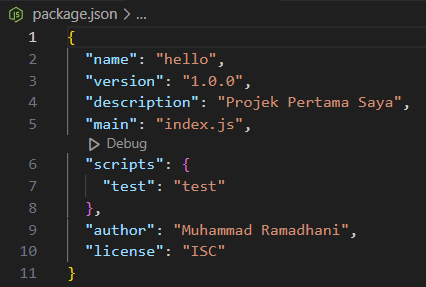 package.json > ...
1 {
2 "name": "hello",
3 "version": "1.0.0",
4 "description": "Projek Pertama Saya",
5 "main": "index.js",
Debug
6 "scripts": {
7 "test": "test"
8 },
9 "author": "Muhammad Ramadhani",
10 "license": "ISC"
11 }